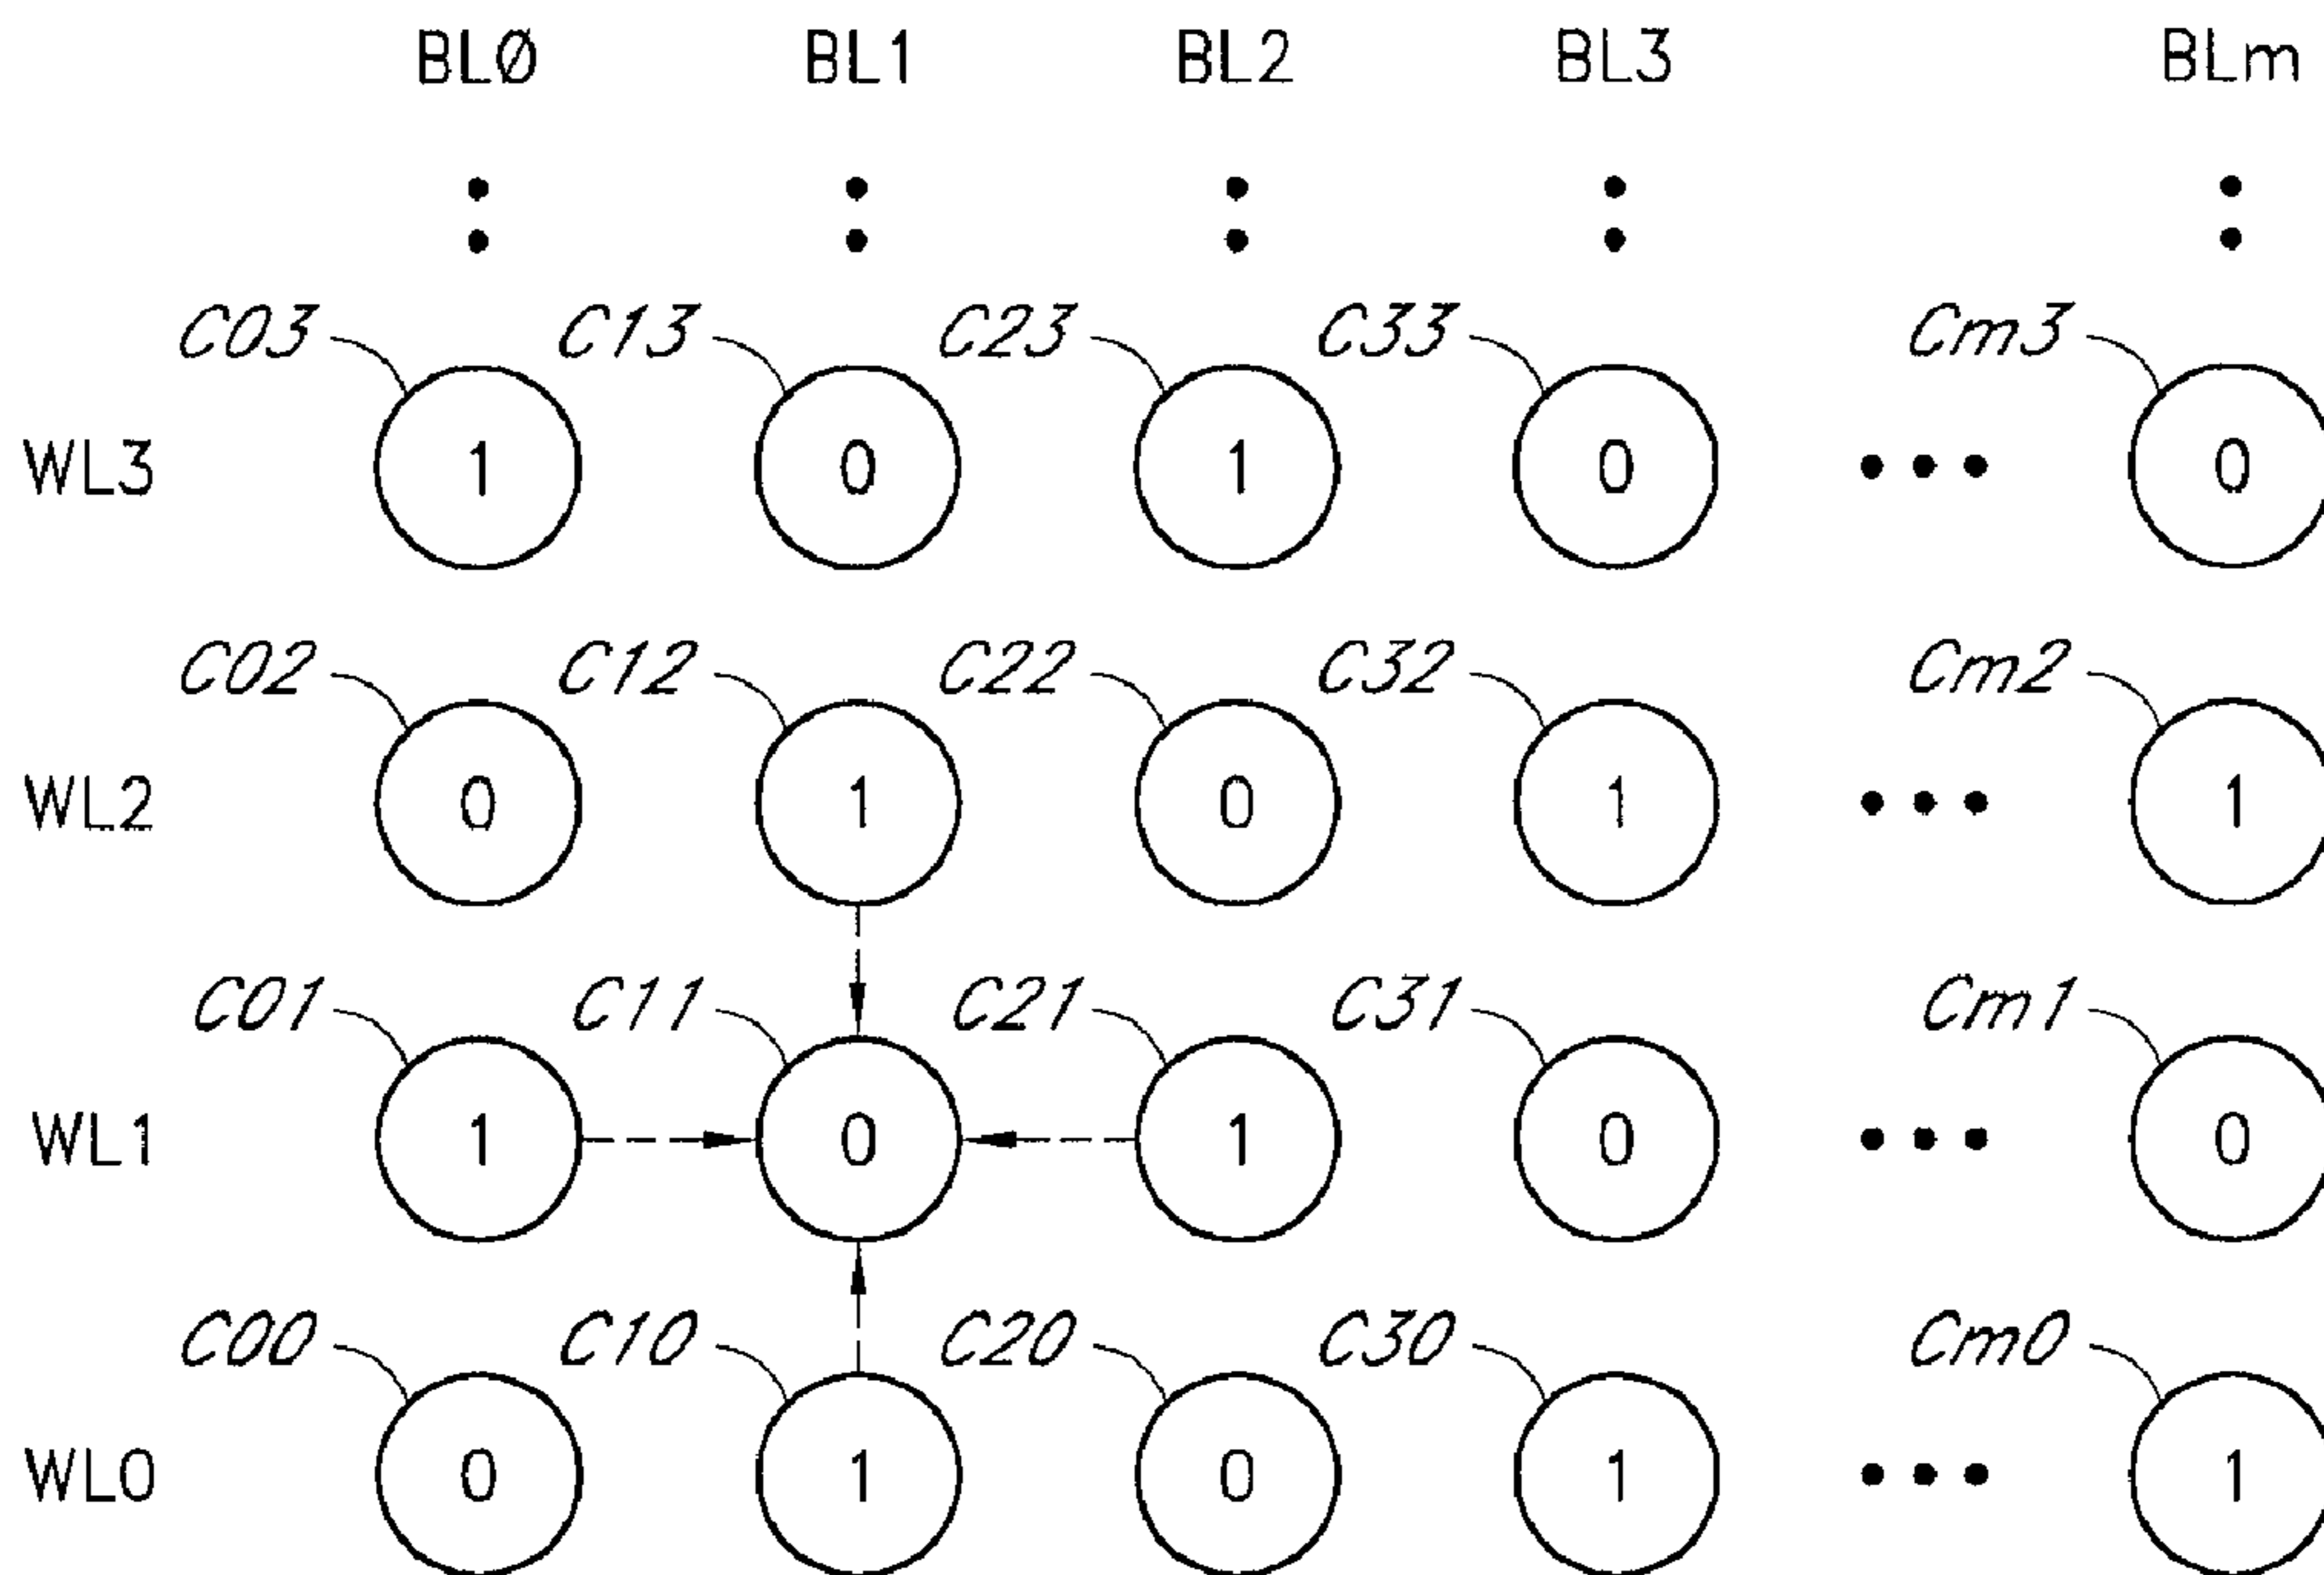 BLØ BL1 BL2 BL3 BLm
C03 C13 C23 C33 Cm3
WL3 1 0 1 0 0
C02 C12 C22 C32 Cm2
WL2 0 1 0 1 1
C01 C11 C21 C31 Cm1
WL1 1 0 1 0 0
C00 C10 C20 C30 Cm0
WL0 0 1 0 1 1